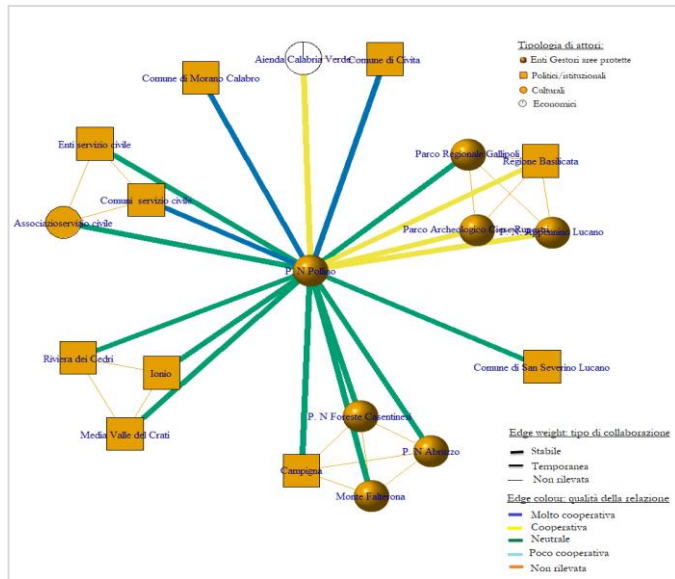 Tipologia di attori:
Enti Gestori aree protette
Politici/istituzionali
Culturali
Economici
Aienda Calabria Verde
Comune di Civita
Comune di Morano Calabro
Enti servizio civile
Comuni servizio civile
Associazioservizio civile
Parco Regionale Gallipoli
Regione Basilicata
Parco Archeologico
P. N. Appennino Lucano
P. N Pollino
Riviera dei Cedri
Ionio
Media Valle del Crati
Comune di San Severino Lucano
P. N Foreste Casentinesi
P. N Abruzzo
Campigna
Monte Falterona
Edge weight: tipo di collaborazione
Stabile
Temporanea
Non rilevata
Edge colour: qualità della relazione
Molto cooperativa
Cooperativa
Neutrale
Poco cooperativa
Non rilevata